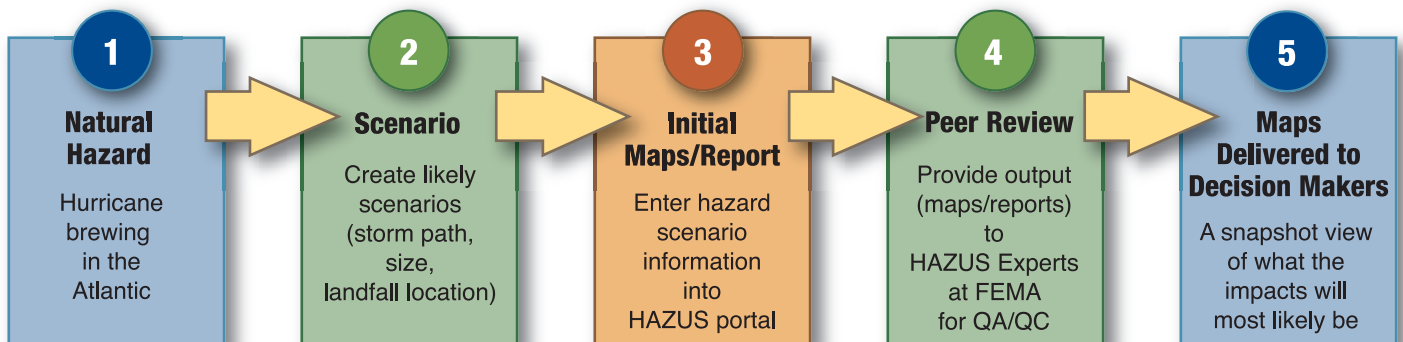 1
Natural
Hazard
Hurricane
brewing
in the
Atlantic
2
Scenario
Create likely
scenarios
(storm path,
size,
landfall location)
3
Initial
Maps/Report
Enter hazard
scenario
information
into
HAZUS portal
4
Peer Review
Provide output
(maps/reports)
to
HAZUS Experts
at FEMA
for QA/QC
5
Maps
Delivered to
Decision Makers
A snapshot view
of what the
impacts will
most likely be